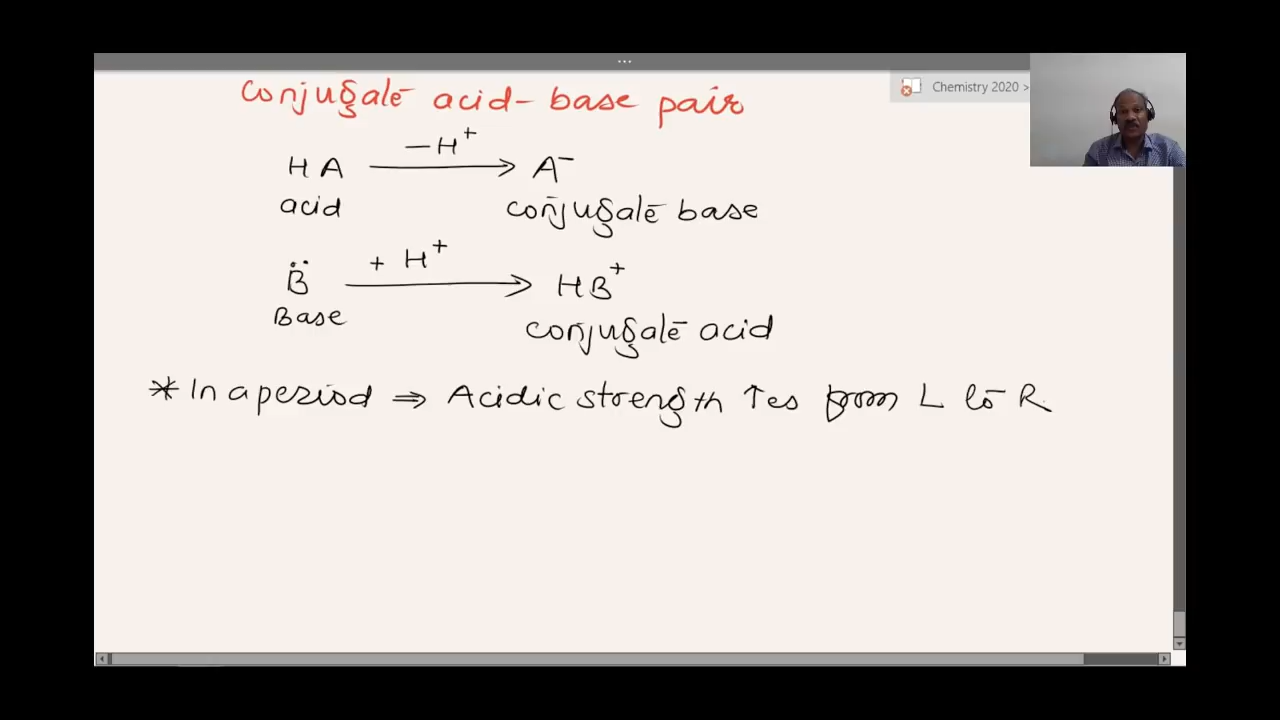 Chemistry 2020 >
conjugate acid-base pair
-H+
HA → A-
acid conjugate base
+ H+
B̈ → HB+
Base conjugate acid
* In a period ⇒ Acidic strength ↑es from L to R